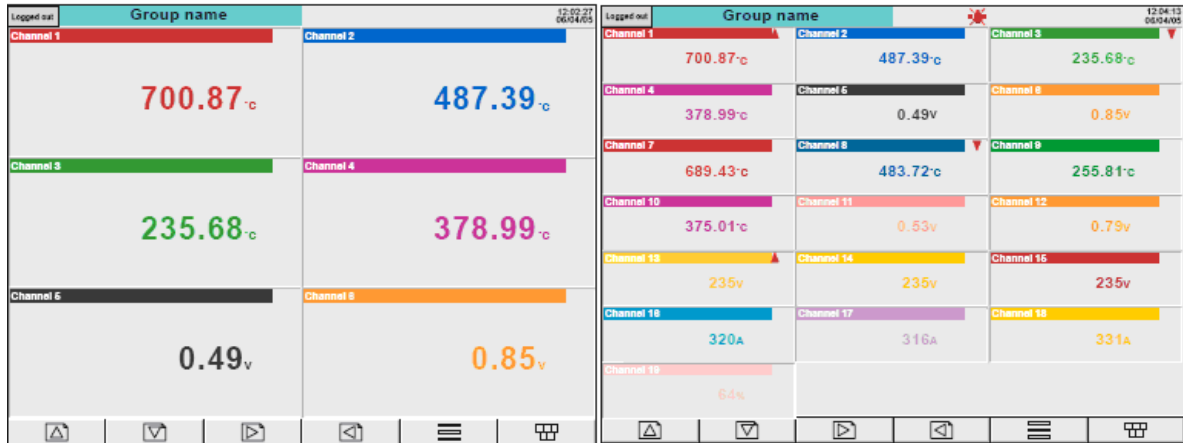 Logged out Group name 12:02:27
06/04/05
Channel 1 Channel 2
700.87°C 487.39°C
Channel 3 Channel 4
235.68°C 378.99°C
Channel 5 Channel 6
0.49V 0.85V
Logged out Group name 12:04:13
06/04/05
Channel 1 Channel 2 Channel 3
700.87°C 487.39°C 235.68°C
Channel 4 Channel 5 Channel 6
378.99°C 0.49V 0.85V
Channel 7 Channel 8 Channel 9
689.43°C 483.72°C 255.81°C
Channel 10 Channel 11 Channel 12
375.01°C 0.53V 0.79V
Channel 13 Channel 14 Channel 15
235V 235V 235V
Channel 16 Channel 17 Channel 18
320A 316A 331A
Channel 19
64%